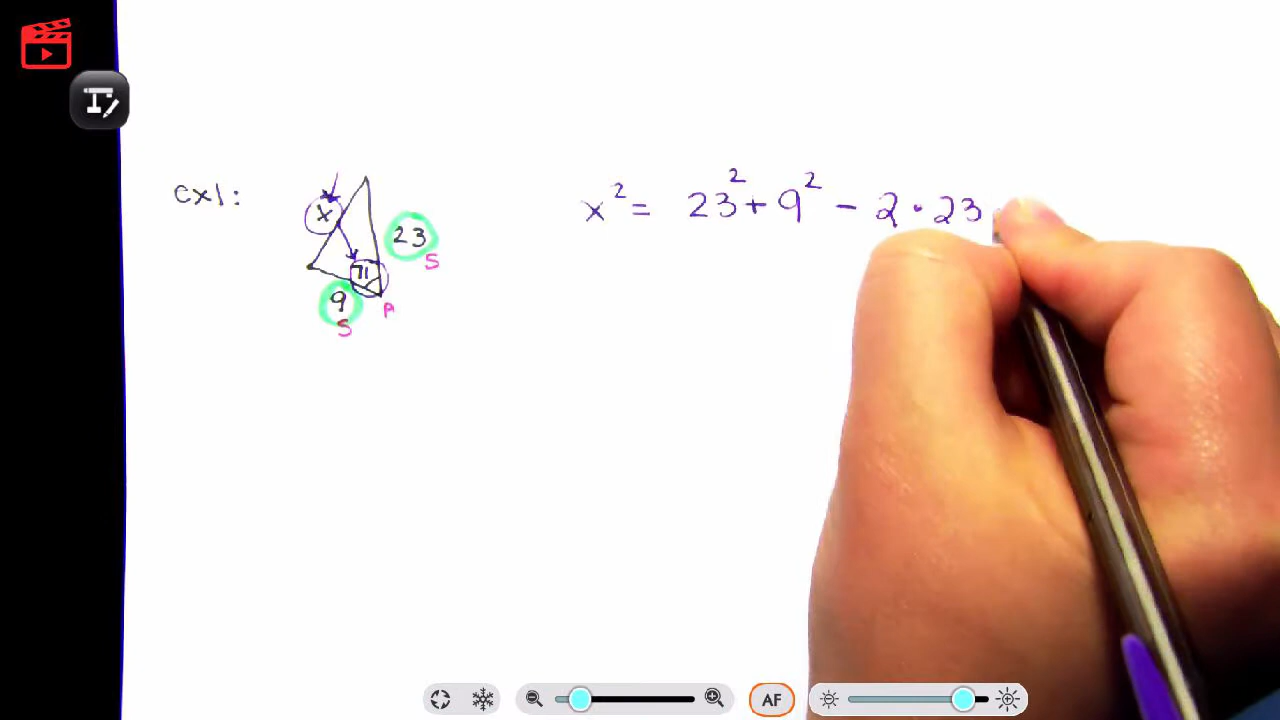 ex1:
x² = 23² + 9² - 2 · 23
x
23
S
71
9
S
A
AF